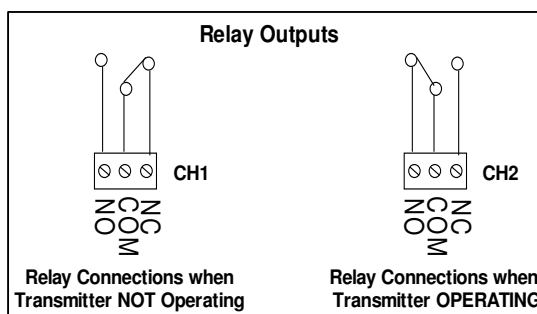 Relay Outputs
CH1
NO
COM
NC
Relay Connections when
Transmitter NOT Operating
CH2
NO
COM
NC
Relay Connections when
Transmitter OPERATING